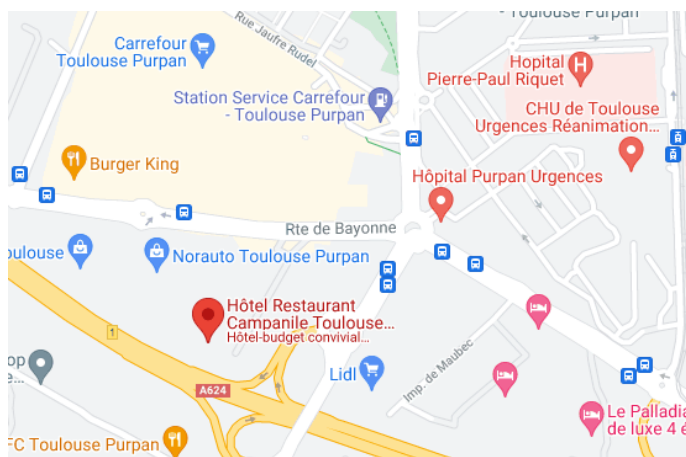 Toulouse Purpan
Rue Jaufre Rudel
Carrefour
Toulouse Purpan
Hopital
Pierre-Paul Riquet
H
Station Service Carrefour
- Toulouse Purpan
CHU de Toulouse
Urgences Réanimation...
Burger King
Hôpital Purpan Urgences
Rte de Bayonne
oulouse
Norauto Toulouse Purpan
Hôtel Restaurant
Campanile Toulouse...
Hôtel-budget convivial...
1
op
e...
Lidl
Imp. de Maubec
A624
Le Palladia
de luxe 4 é
FC Toulouse Purpan